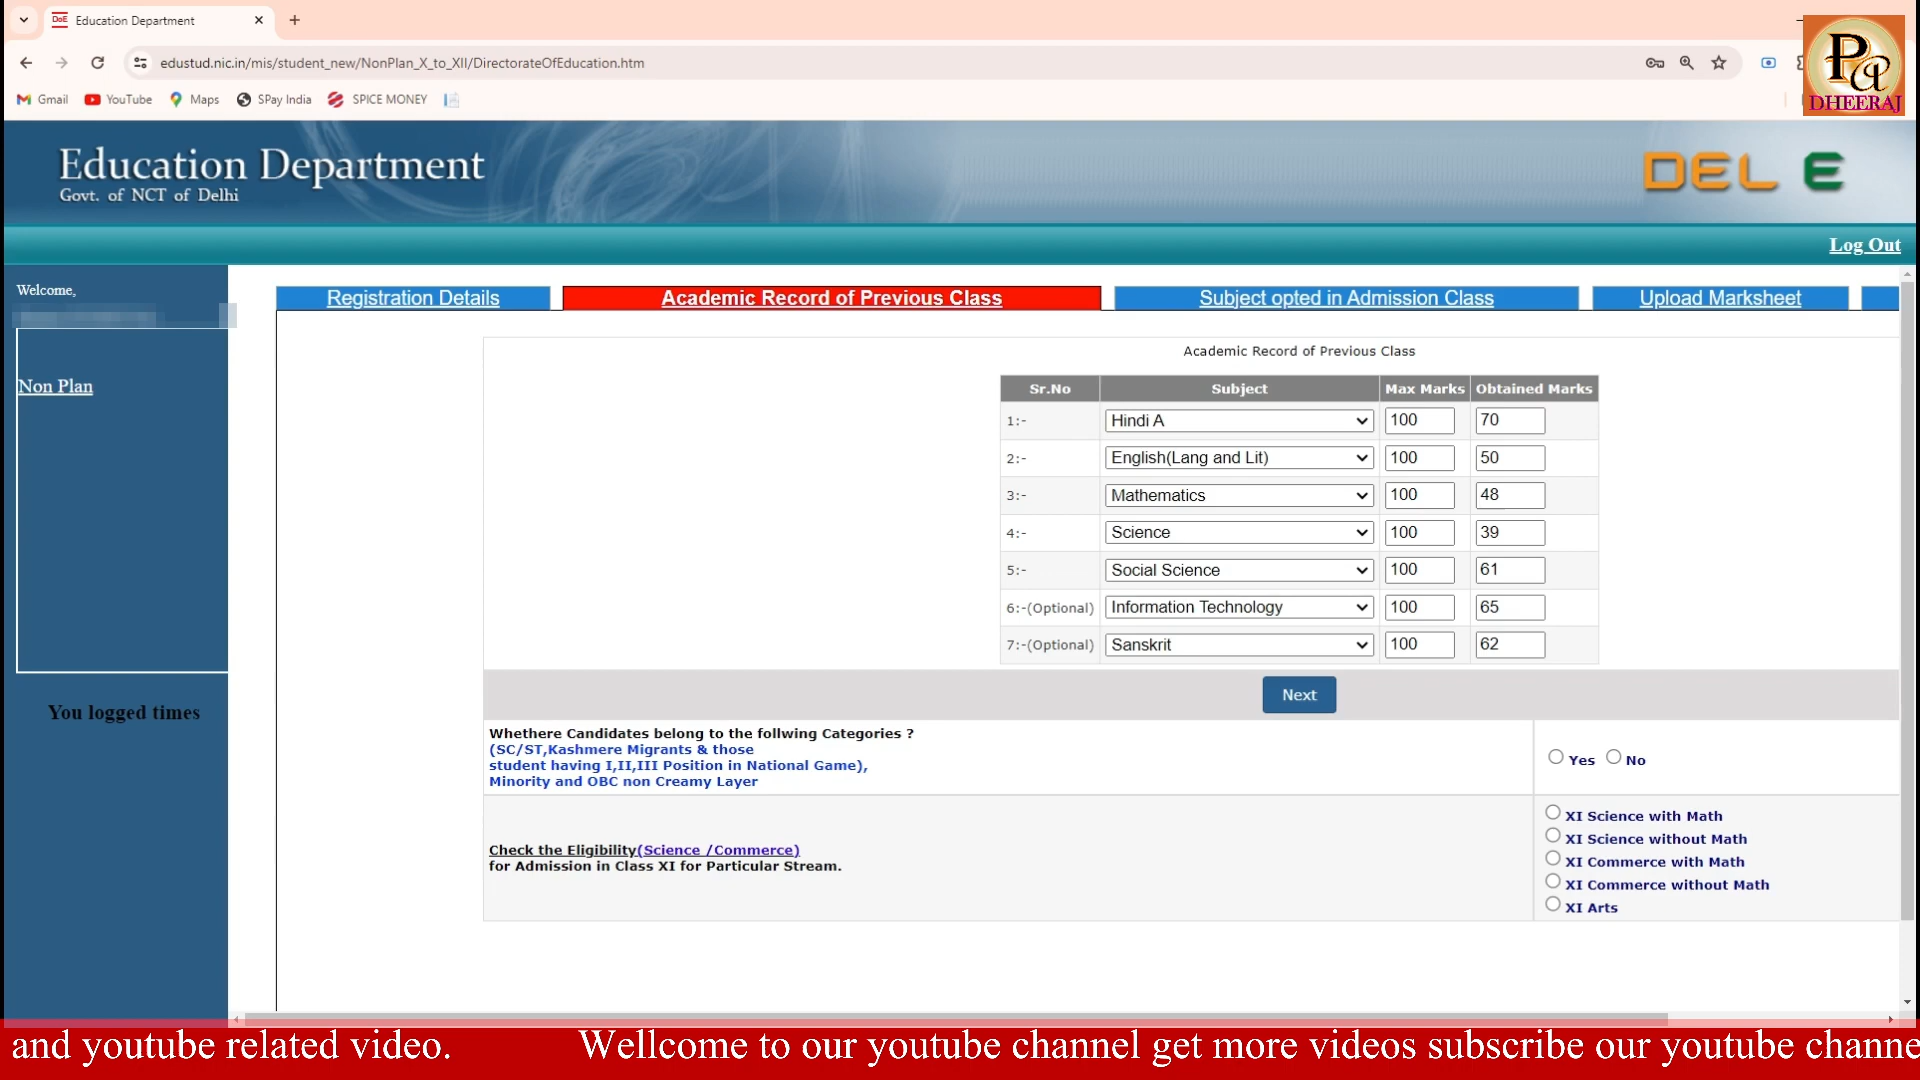 DoE Education Department
edustud.nic.in/mis/student_new/NonPlan_X_to_XII/DirectorateOfEducation.htm
Gmail YouTube Maps SPay India SPICE MONEY
Pa
DHEERAJ
Education Department
Govt. of NCT of Delhi
DEL E
Log Out
Welcome,
Non Plan
You logged times
Registration Details Academic Record of Previous Class Subject opted in Admission Class Upload Marksheet
Academic Record of Previous Class
Sr.No Subject Max Marks Obtained Marks
1:- Hindi A 100 70
2:- English(Lang and Lit) 100 50
3:- Mathematics 100 48
4:- Science 100 39
5:- Social Science 100 61
6:-(Optional) Information Technology 100 65
7:-(Optional) Sanskrit 100 62
Next
Whethere Candidates belong to the follwing Categories ?
(SC/ST,Kashmere Migrants & those
student having I,II,III Position in National Game),
Minority and OBC non Creamy Layer
Yes No
Check the Eligibility(Science /Commerce)
for Admission in Class XI for Particular Stream.
XI Science with Math
XI Science without Math
XI Commerce with Math
XI Commerce without Math
XI Arts
and youtube related video. Wellcome to our youtube channel get more videos subscribe our youtube channe